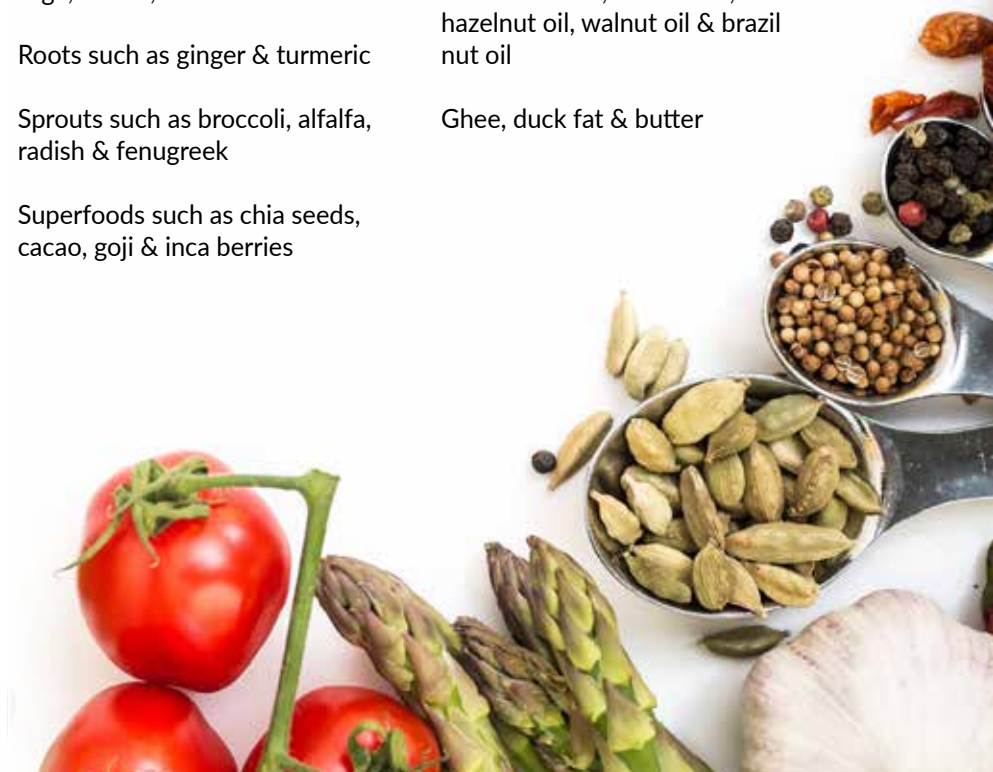 Roots such as ginger & turmeric
Sprouts such as broccoli, alfalfa,
radish & fenugreek
Superfoods such as chia seeds,
cacao, goji & inca berries
hazelnut oil, walnut oil & brazil
nut oil
Ghee, duck fat & butter